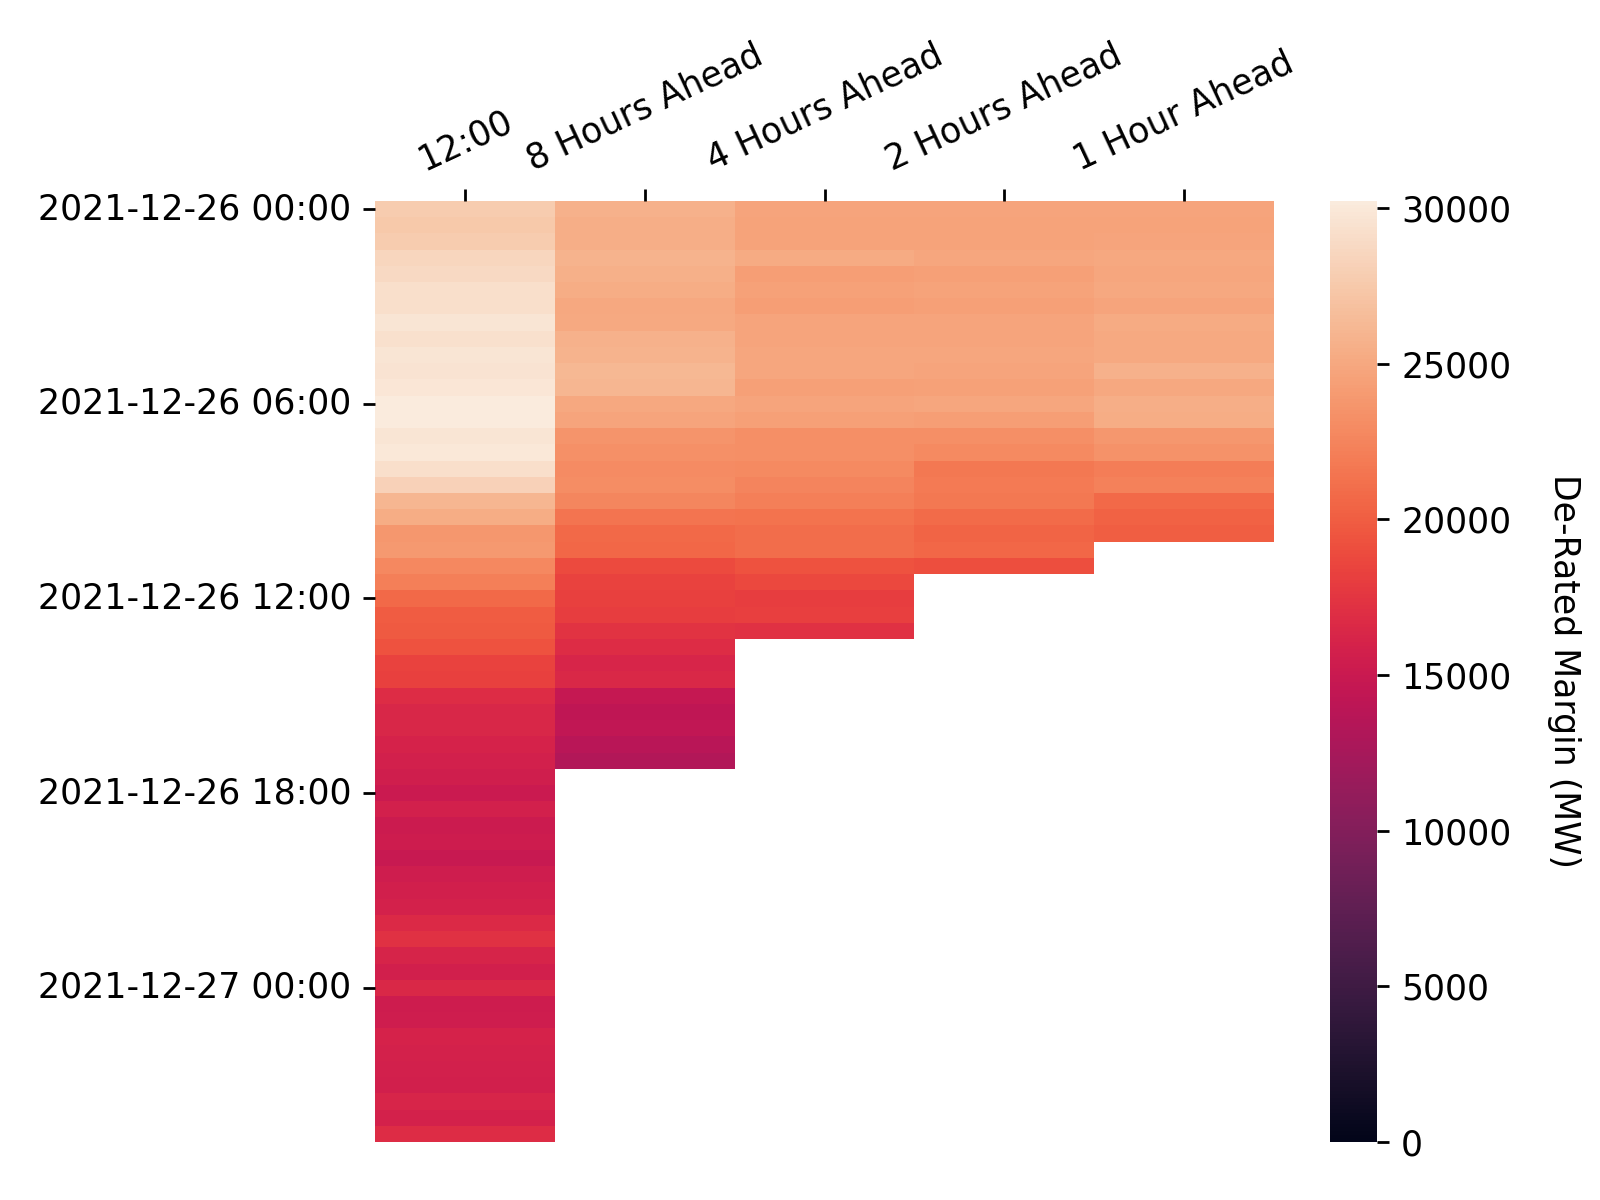 12:00
8 Hours Ahead
4 Hours Ahead
2 Hours Ahead
1 Hour Ahead
2021-12-26 00:00
2021-12-26 06:00
2021-12-26 12:00
2021-12-26 18:00
2021-12-27 00:00
30000
25000
20000
15000
10000
5000
0
De-Rated Margin (MW)